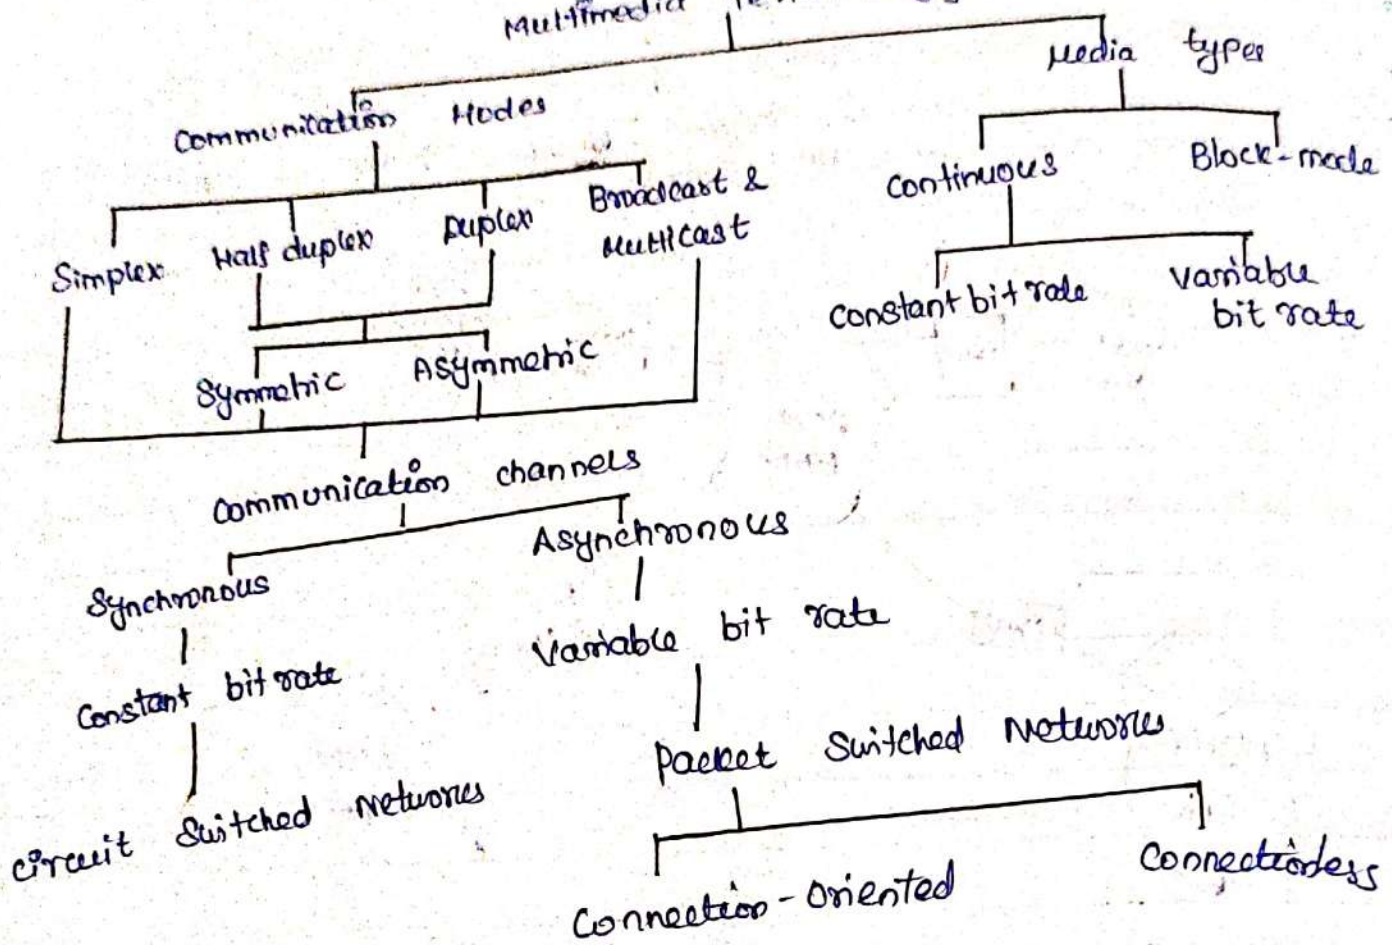 Multimedia
Communication Modes
Media types
Simplex
Half duplex
Duplex
Broadcast &
Multicast
Continuous
Block-mode
Symmetric
Asymmetric
Constant bit rate
Variable
bit rate
Communication channels
Synchronous
Asynchronous
Constant bit rate
Variable bit rate
Circuit Switched Networks
Packet Switched Networks
Connection-oriented
Connectionless